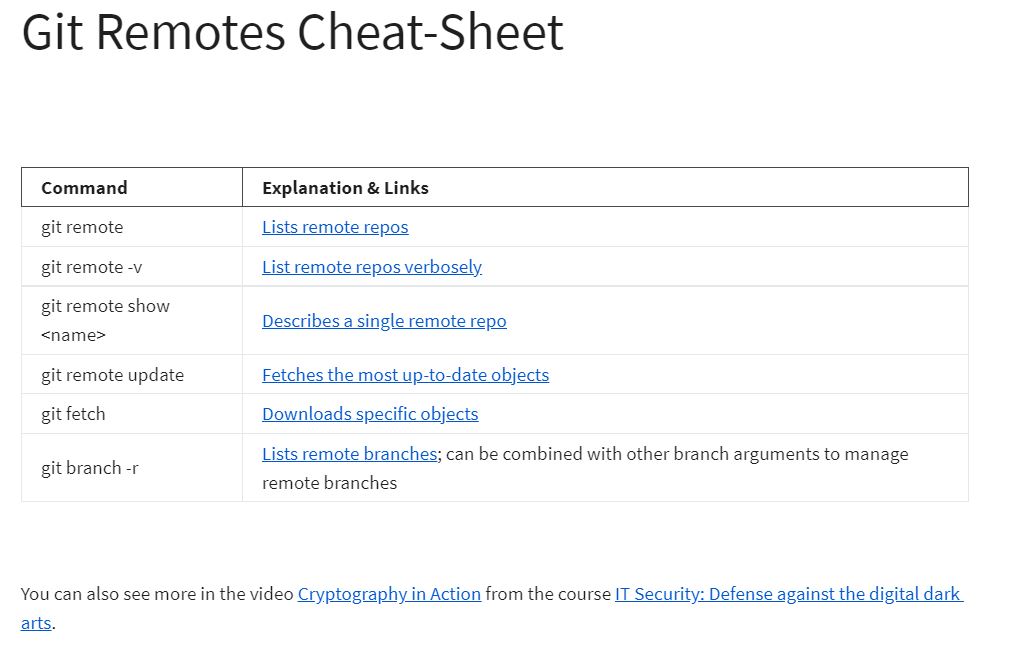 Git Remotes Cheat-Sheet
Command Explanation & Links
git remote Lists remote repos
git remote -v List remote repos verbosely
git remote show
<name>
Describes a single remote repo
git remote update Fetches the most up-to-date objects
git fetch Downloads specific objects
git branch -r
Lists remote branches; can be combined with other branch arguments to manage
remote branches
You can also see more in the video Cryptography in Action from the course IT Security: Defense against the digital dark
arts.